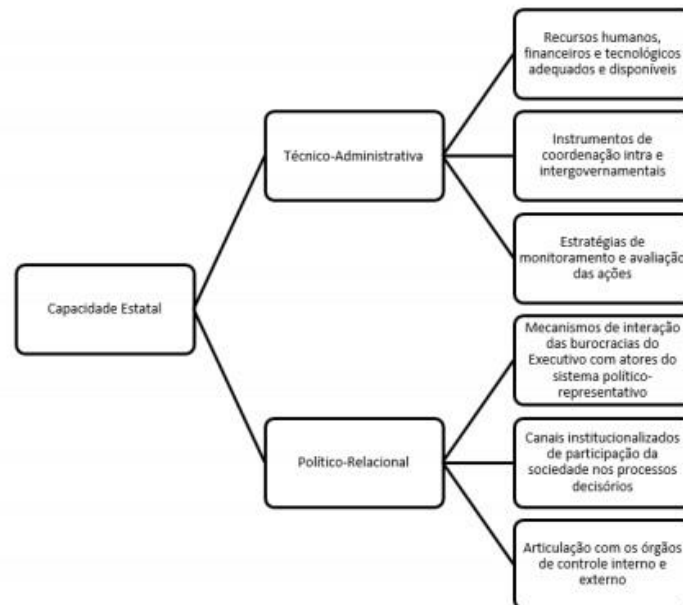 Capacidade Estatal
Técnico-Administrativa
Recursos humanos,
financeiros e tecnológicos
adequados e disponíveis
Instrumentos de
coordenação intra e
intergovernamentais
Estratégias de
monitoramento e avaliação
das ações
Político-Relacional
Mecanismos de interação
das burocracias do
Executivo com atores do
sistema político-
representativo
Canais institucionalizados
de participação da
sociedade nos processos
decisórios
Articulação com os órgãos
de controle interno e
externo